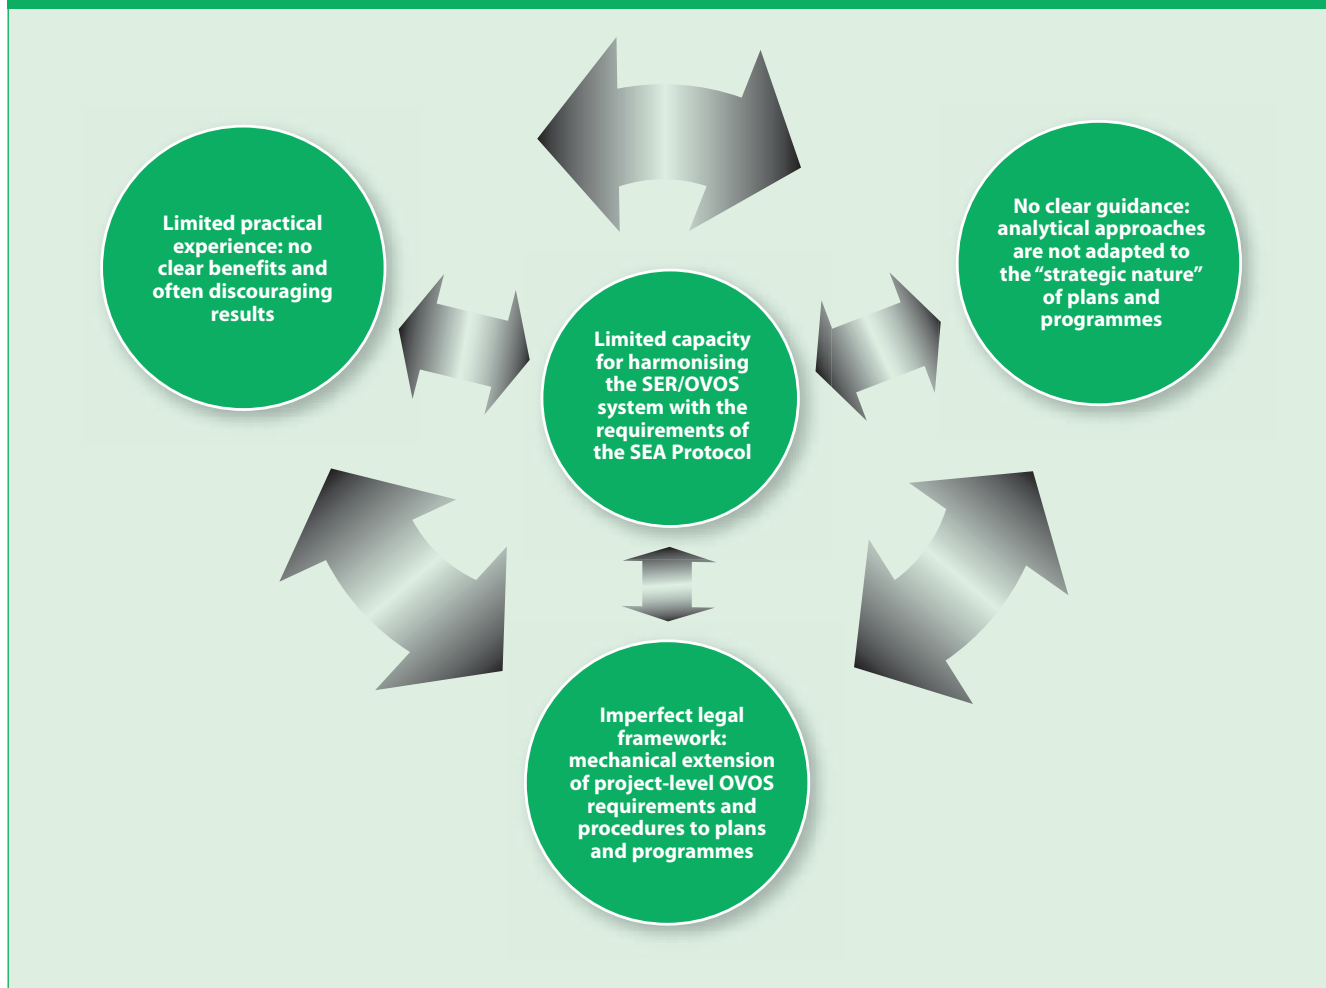 Limited practical
experience: no
clear benefits and
often discouraging
results
No clear guidance:
analytical approaches
are not adapted to
the “strategic nature”
of plans and
programmes
Limited capacity
for harmonising
the SER/OVOS
system with the
requirements of
the SEA Protocol
Imperfect legal
framework:
mechanical extension
of project-level OVOS
requirements and
procedures to plans
and programmes